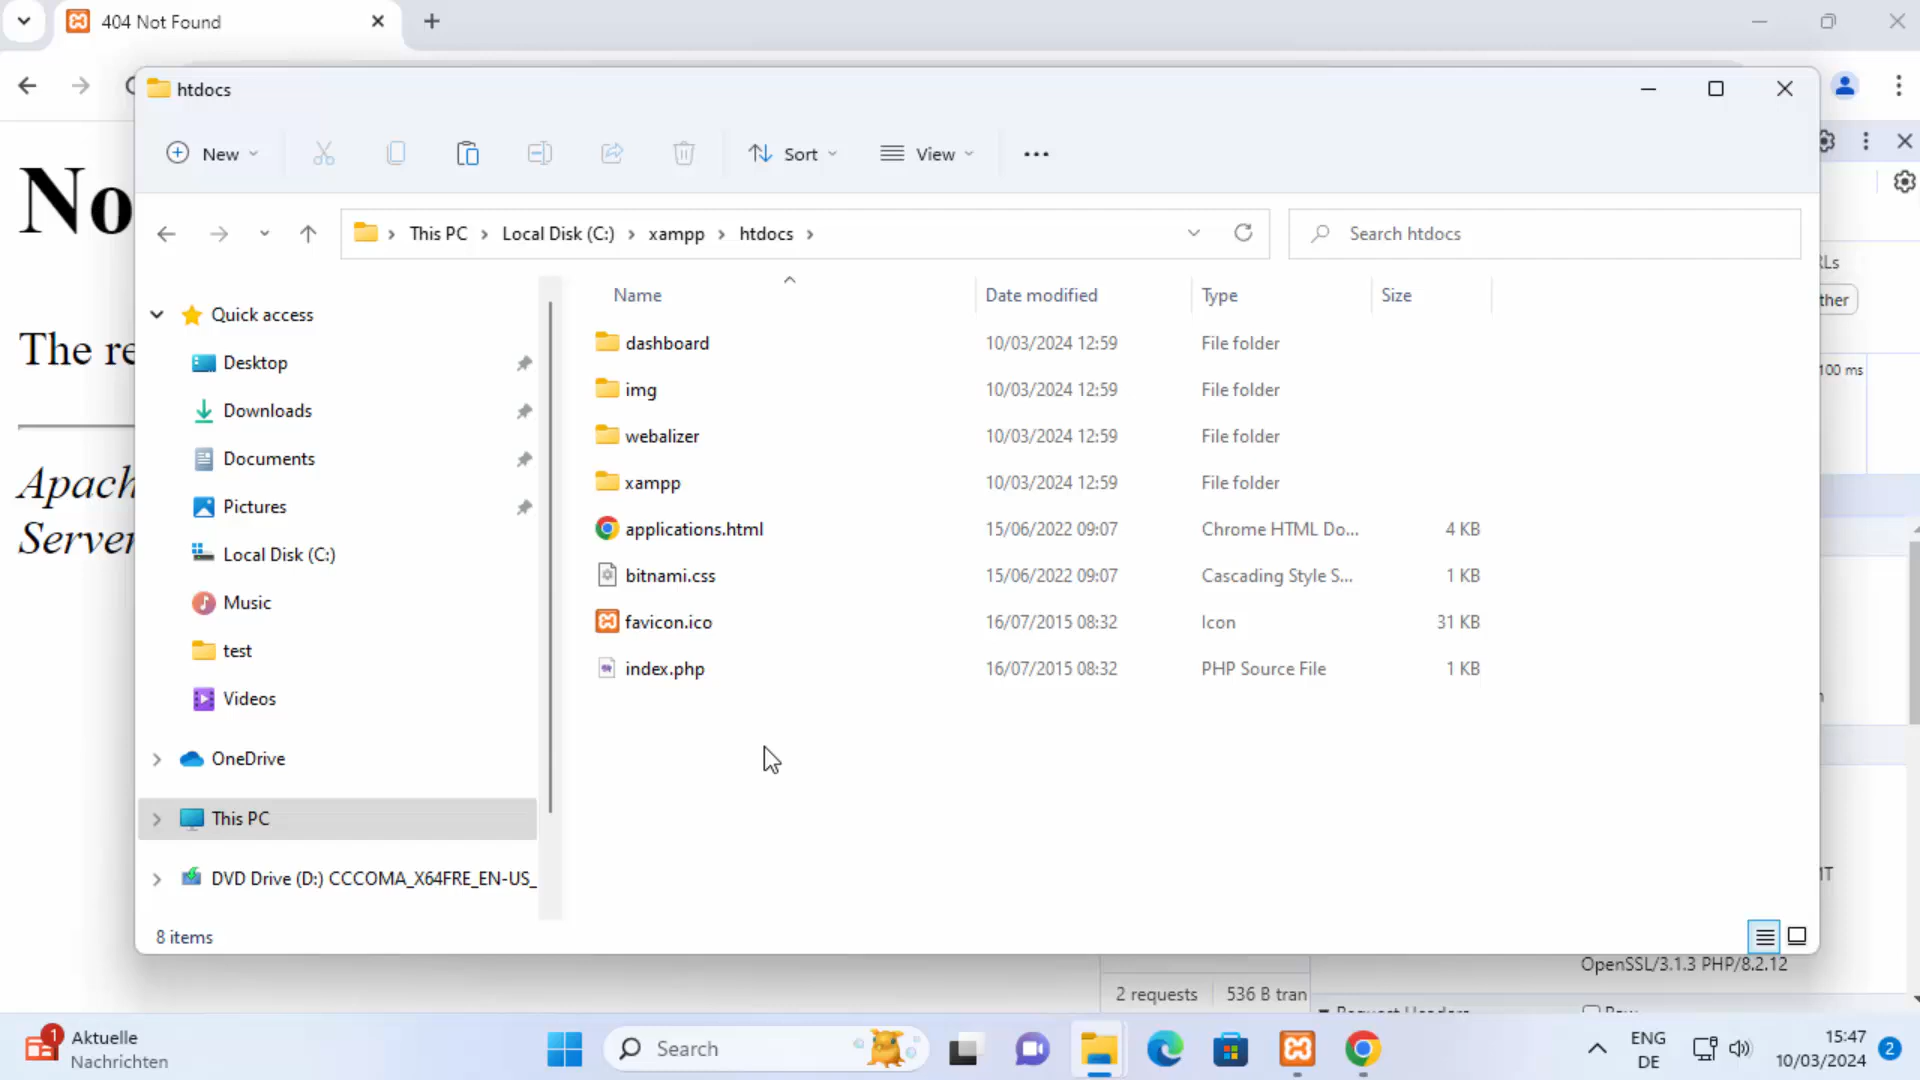 404 Not Found
htdocs
New
Sort
View
This PC
Local Disk (C:)
xampp
htdocs
Search htdocs
No
The re
Apach
Server
Quick access
Desktop
Downloads
Documents
Pictures
Local Disk (C:)
Music
test
Videos
OneDrive
This PC
DVD Drive (D:) CCCOMA_X64FRE_EN-US_
Name Date modified Type Size
dashboard 10/03/2024 12:59 File folder
img 10/03/2024 12:59 File folder
webalizer 10/03/2024 12:59 File folder
xampp 10/03/2024 12:59 File folder
applications.html 15/06/2022 09:07 Chrome HTML Do... 4 KB
bitnami.css 15/06/2022 09:07 Cascading Style S... 1 KB
favicon.ico 16/07/2015 08:32 Icon 31 KB
index.php 16/07/2015 08:32 PHP Source File 1 KB
8 items
RLs
ther
100 ms
MT
OpenSSL/3.1.3 PHP/8.2.12
2 requests 536 B tran
Request Headers
Raw
1
Aktuelle
Nachrichten
Search
ENG
DE
15:47
10/03/2024
2